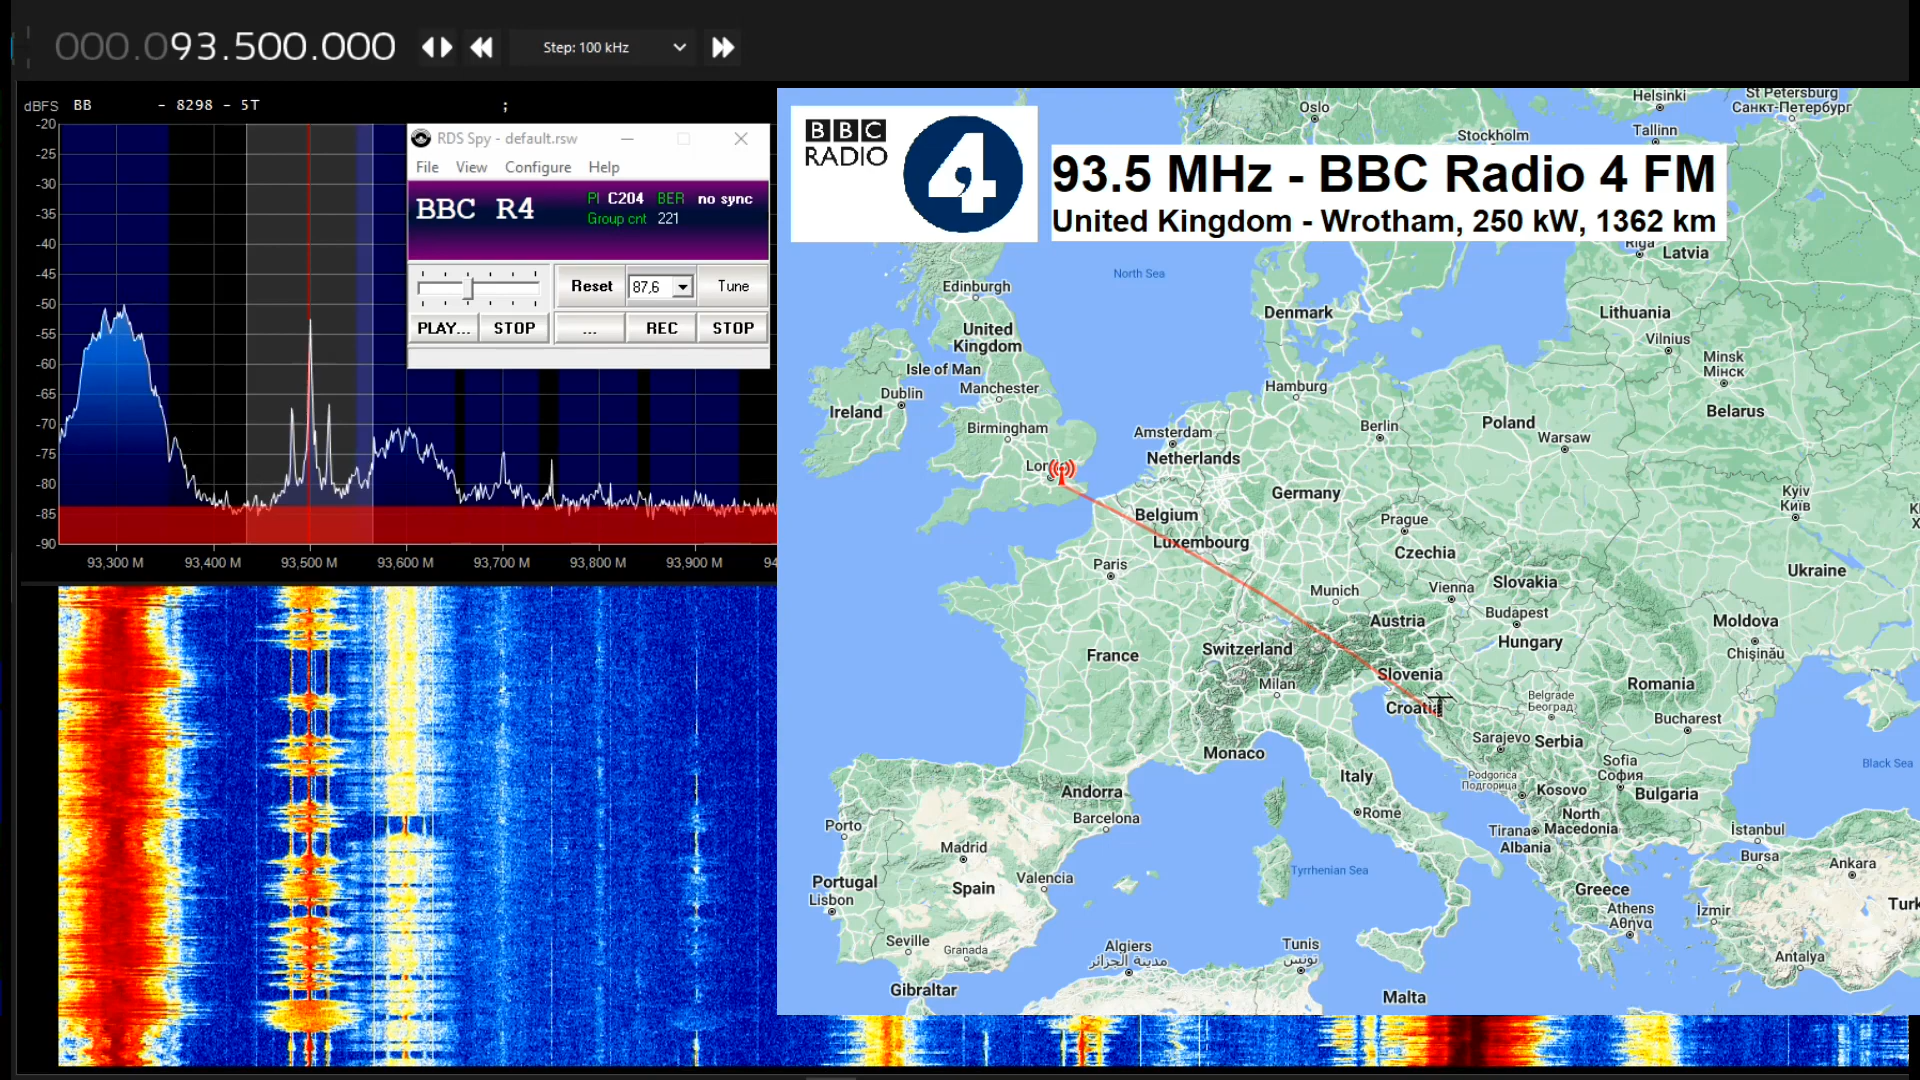 000.093.500.000
Step: 100 kHz
dBFS BB - 8298 - 5T ;
-20
-25
-30
-35
-40
-45
-50
-55
-60
-65
-70
-75
-80
-85
-90
93,300 M 93,400 M 93,500 M 93,600 M 93,700 M 93,800 M 93,900 M 94
RDS Spy - default.rsw
File View Configure Help
BBC R4
PI C204 BER no sync
Group cnt 221
Reset 87,6 Tune
PLAY... STOP ... REC STOP
BBC
RADIO
4
93.5 MHz - BBC Radio 4 FM
United Kingdom - Wrotham, 250 kW, 1362 km
Oslo
Helsinki
St Petersburg
Санкт-Петербург
Stockholm
Tallinn
Riga
Latvia
North Sea
Edinburgh
Denmark
Lithuania
United
Kingdom
Vilnius
Minsk
Мінск
Isle of Man
Manchester
Hamburg
Dublin
Ireland
Belarus
Birmingham
Amsterdam
Berlin
Poland
Warsaw
Netherlands
Lon
Germany
Kyiv
Київ
Belgium
Prague
Luxembourg
Czechia
Paris
Ukraine
Munich
Vienna
Slovakia
Austria
Budapest
Hungary
Moldova
Chișinău
France
Switzerland
Milan
Slovenia
Croatia
Belgrade
Београд
Romania
Bucharest
Monaco
Sarajevo
Serbia
Italy
Sofia
София
Black Sea
Podgorica
Подгорица
Kosovo
Bulgaria
Andorra
Barcelona
Rome
North
Macedonia
Tirana
Albania
İstanbul
Porto
Madrid
Bursa
Ankara
Tyrrhenian Sea
Portugal
Lisbon
Spain
Valencia
Greece
Athens
Αθήνα
İzmir
Turk
Seville
Granada
Algiers
مدينة الجزائر
Tunis
تونس
Antalya
Gibraltar
Malta